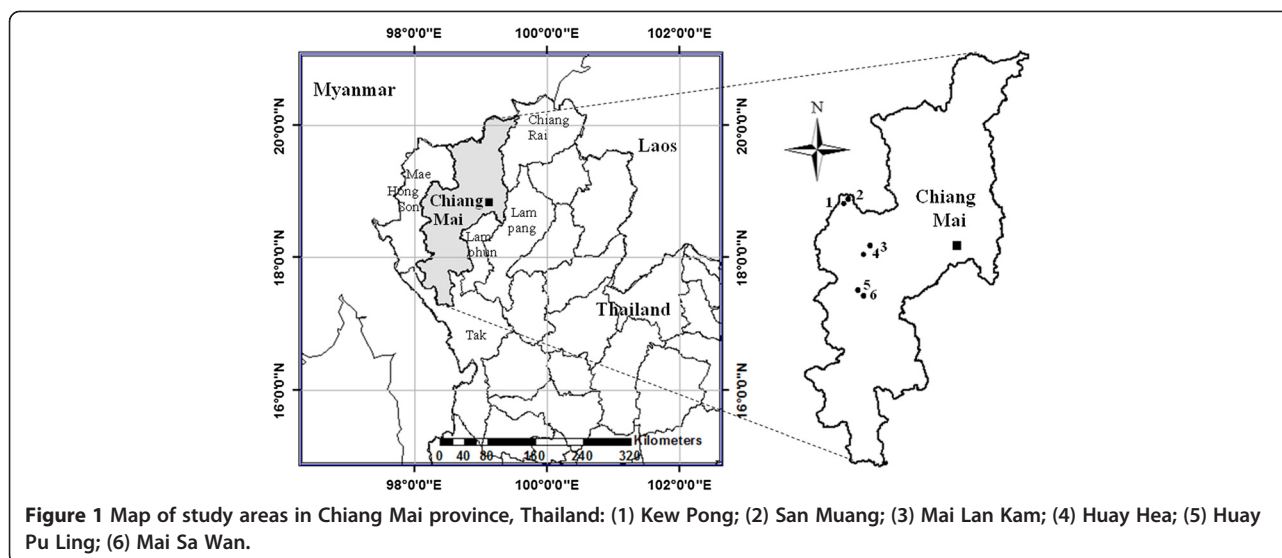 98°0'0"E 100°0'0"E 102°0'0"E
Myanmar
20°0'0"N 20°0'0"N
Chiang
Rai
Laos
Mae
Hong
Son
Chiang
Mai
Lam
pang
Lam
phun
18°0'0"N 18°0'0"N
Thailand
Tak
16°0'0"N 16°0'0"N
Kilometers
0 40 80 160 240 320
98°0'0"E 100°0'0"E 102°0'0"E
N
1 2
Chiang
Mai
3
4
5
6
Figure 1 Map of study areas in Chiang Mai province, Thailand: (1) Kew Pong; (2) San Muang; (3) Mai Lan Kam; (4) Huay Hea; (5) Huay
Pu Ling; (6) Mai Sa Wan.